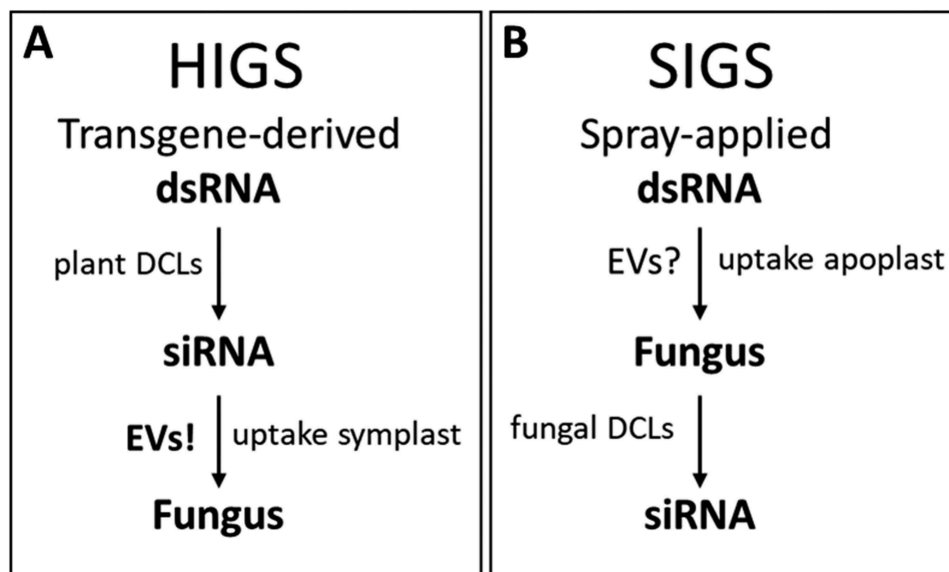 A
HIGS
Transgene-derived
dsRNA
plant DCLs
siRNA
EVs! uptake symplast
Fungus
B
SIGS
Spray-applied
dsRNA
EVs? uptake apoplast
Fungus
fungal DCLs
siRNA